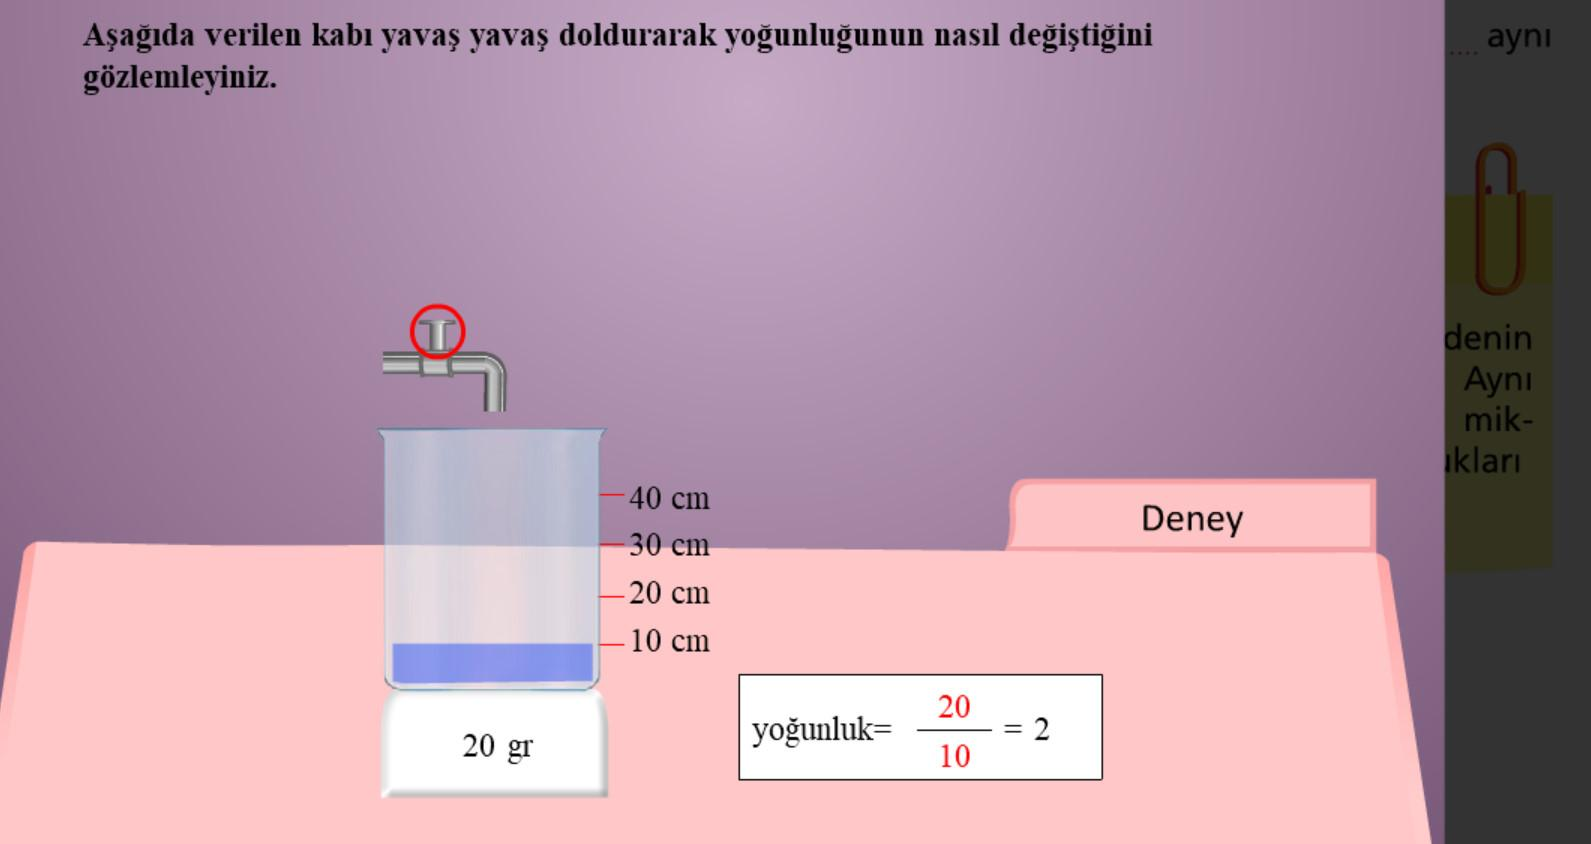 Aşağıda verilen kabı yavaş yavaş doldurarak yoğunluğunun nasıl değiştiğini
gözlemleyiniz.
.... aynı
denin
Aynı
mik-
ukları
40 cm
30 cm
20 cm
10 cm
Deney
20 gr
yoğunluk= 20/10 = 2